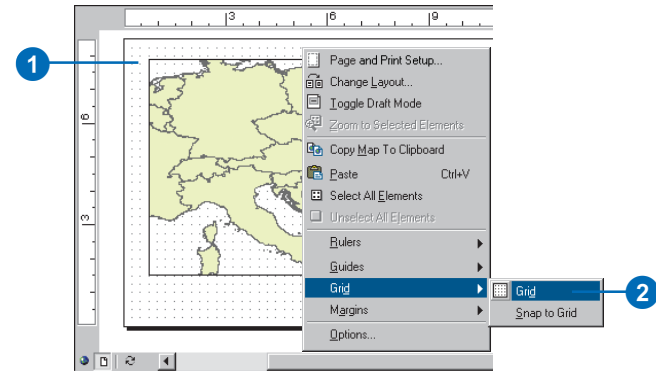 3 6 9
1
6
3
Page and Print Setup...
Change Layout...
Toggle Draft Mode
Zoom to Selected Elements
Copy Map To Clipboard
Paste Ctrl+V
Select All Elements
Unselect All Elements
Rulers
Guides
Grid
Margins
Options...
Grid
2
Snap to Grid